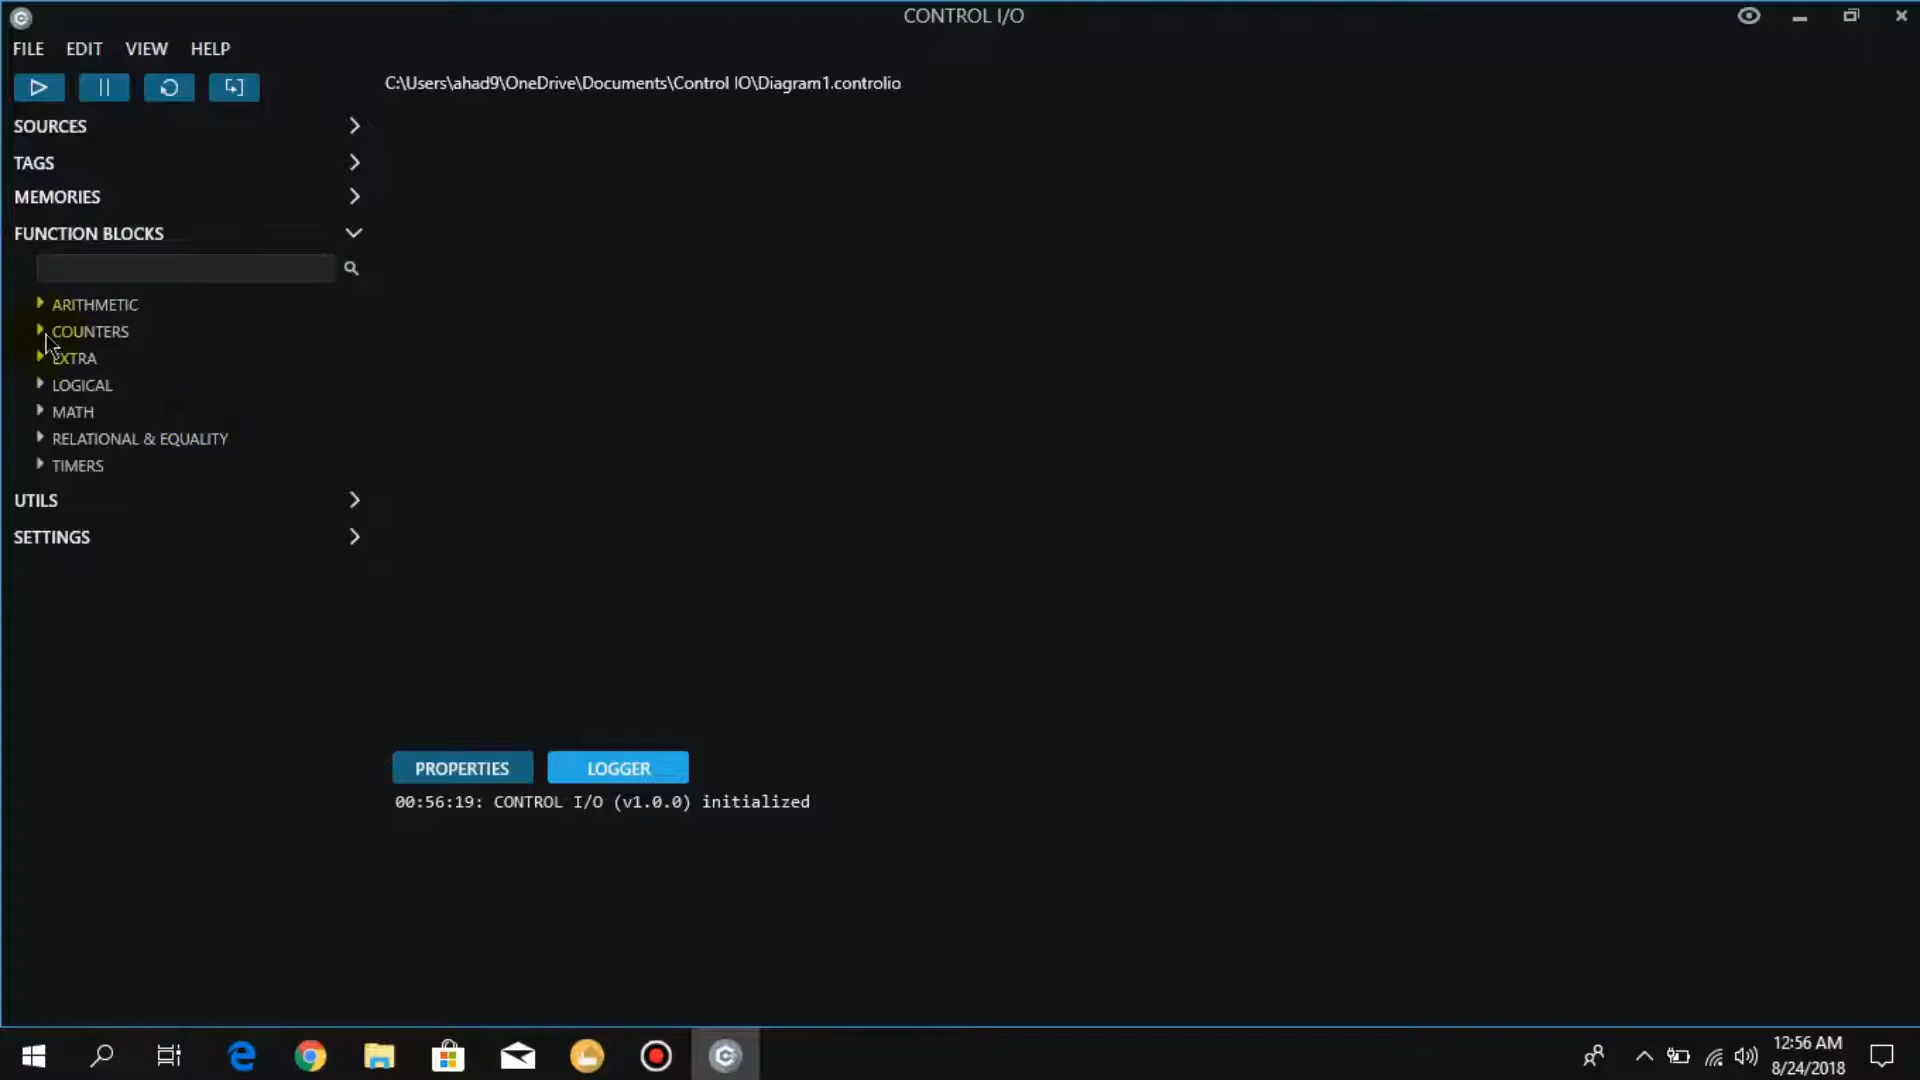 CONTROL I/O
FILE EDIT VIEW HELP
C:\Users\ahad9\OneDrive\Documents\Control IO\Diagram1.controlio
SOURCES
TAGS
MEMORIES
FUNCTION BLOCKS
ARITHMETIC
COUNTERS
EXTRA
LOGICAL
MATH
RELATIONAL & EQUALITY
TIMERS
UTILS
SETTINGS
PROPERTIES LOGGER
00:56:19: CONTROL I/O (v1.0.0) initialized
12:56 AM
8/24/2018